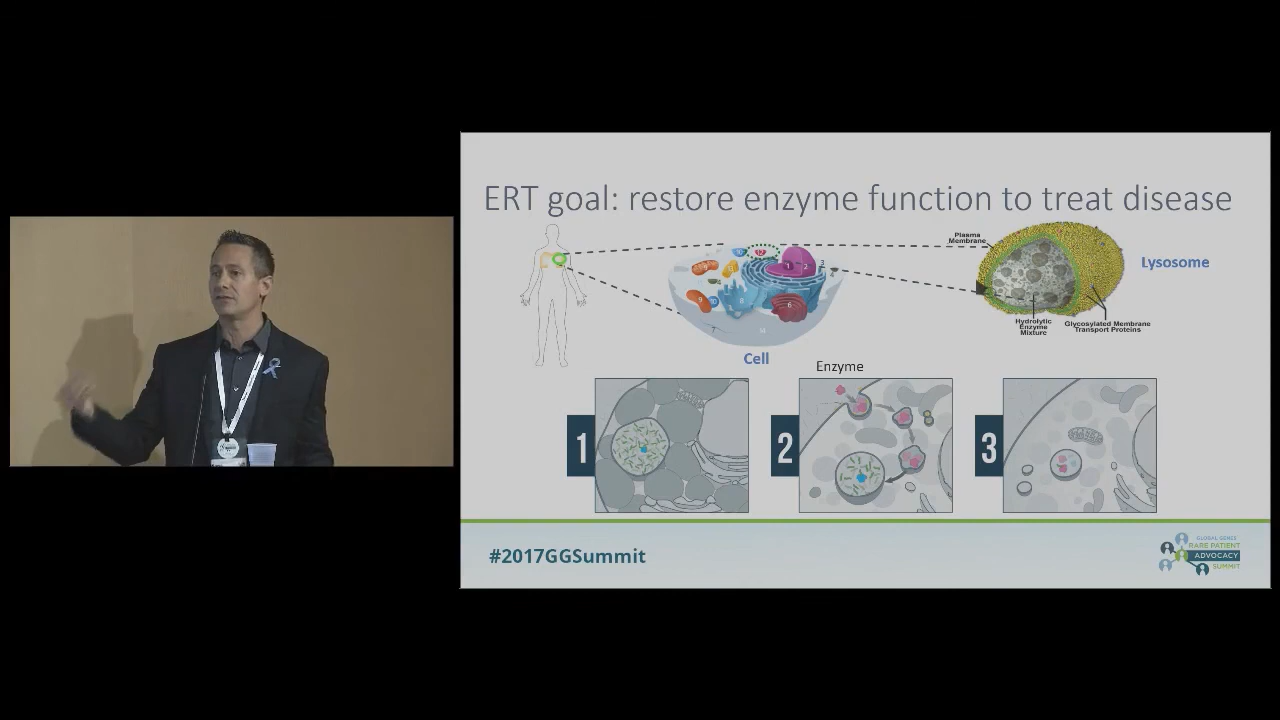 ERT goal: restore enzyme function to treat disease
Plasma
Membrane
Lysosome
Hydrolytic
Enzyme
Mixture
Glycosylated Membrane
Transport Proteins
Cell
Enzyme
1
2
3
#2017GGSummit
GLOBAL GENES
RARE PATIENT
ADVOCACY
SUMMIT